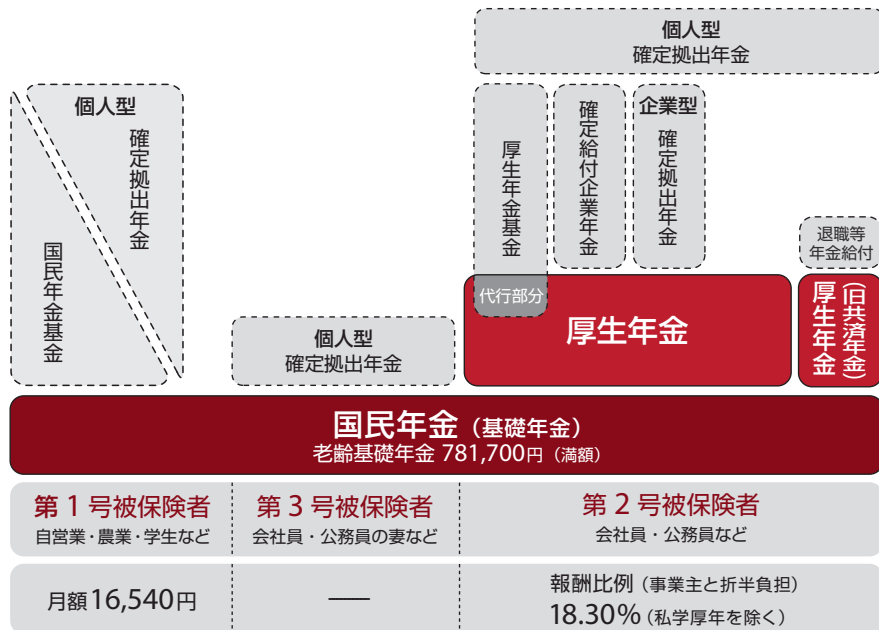 個人型
確定拠出年金
個人型
確定拠出年金
国民年金基金
厚生年金基金
確定給付企業年金
企業型
確定拠出年金
退職等
年金給付
代行部分
厚生年金
厚生年金
(旧共済年金)
個人型
確定拠出年金
国民年金(基礎年金)
老齢基礎年金 781,700円(満額)
第1号被保険者
自営業・農業・学生など
第3号被保険者
会社員・公務員の妻など
第2号被保険者
会社員・公務員など
月額16,540円
——
報酬比例(事業主と折半負担)
18.30%(私学厚年を除く)